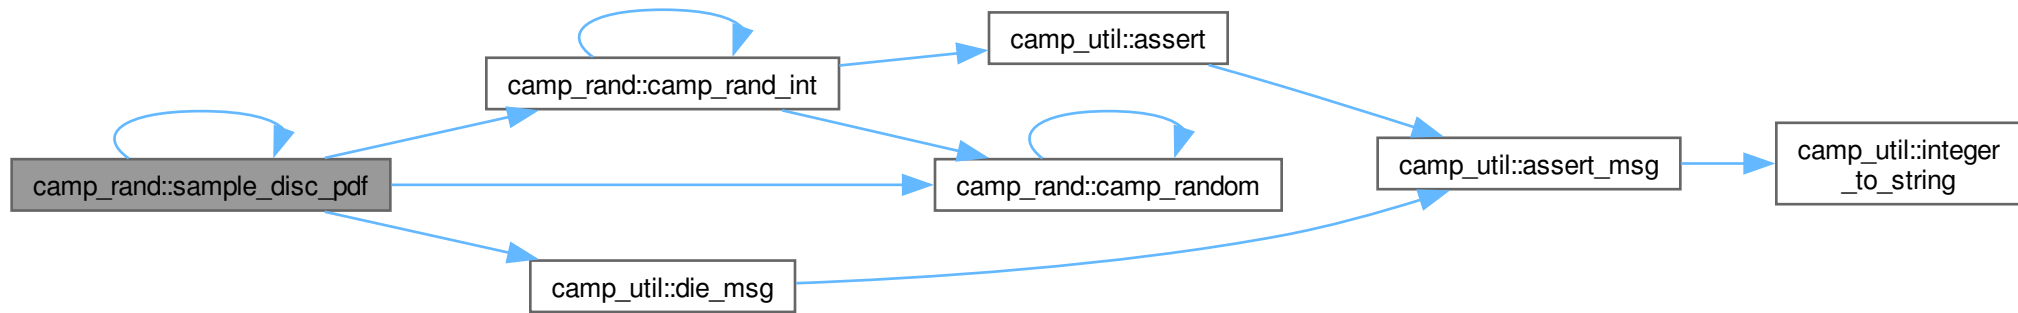 camp_util::assert
camp_rand::camp_rand_int
camp_util::integer
_to_string
camp_util::assert_msg
camp_rand::sample_disc_pdf
camp_rand::camp_random
camp_util::die_msg